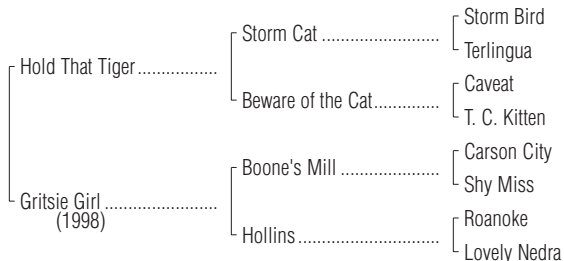 Storm Bird
Storm Cat ........................
Terlingua
Hold That Tiger................
Caveat
Beware of the Cat.............
T. C. Kitten
Carson City
Boone's Mill ....................
Shy Miss
Gritsie Girl .......................
(1998)
Roanoke
Hollins.............................
Lovely Nedra